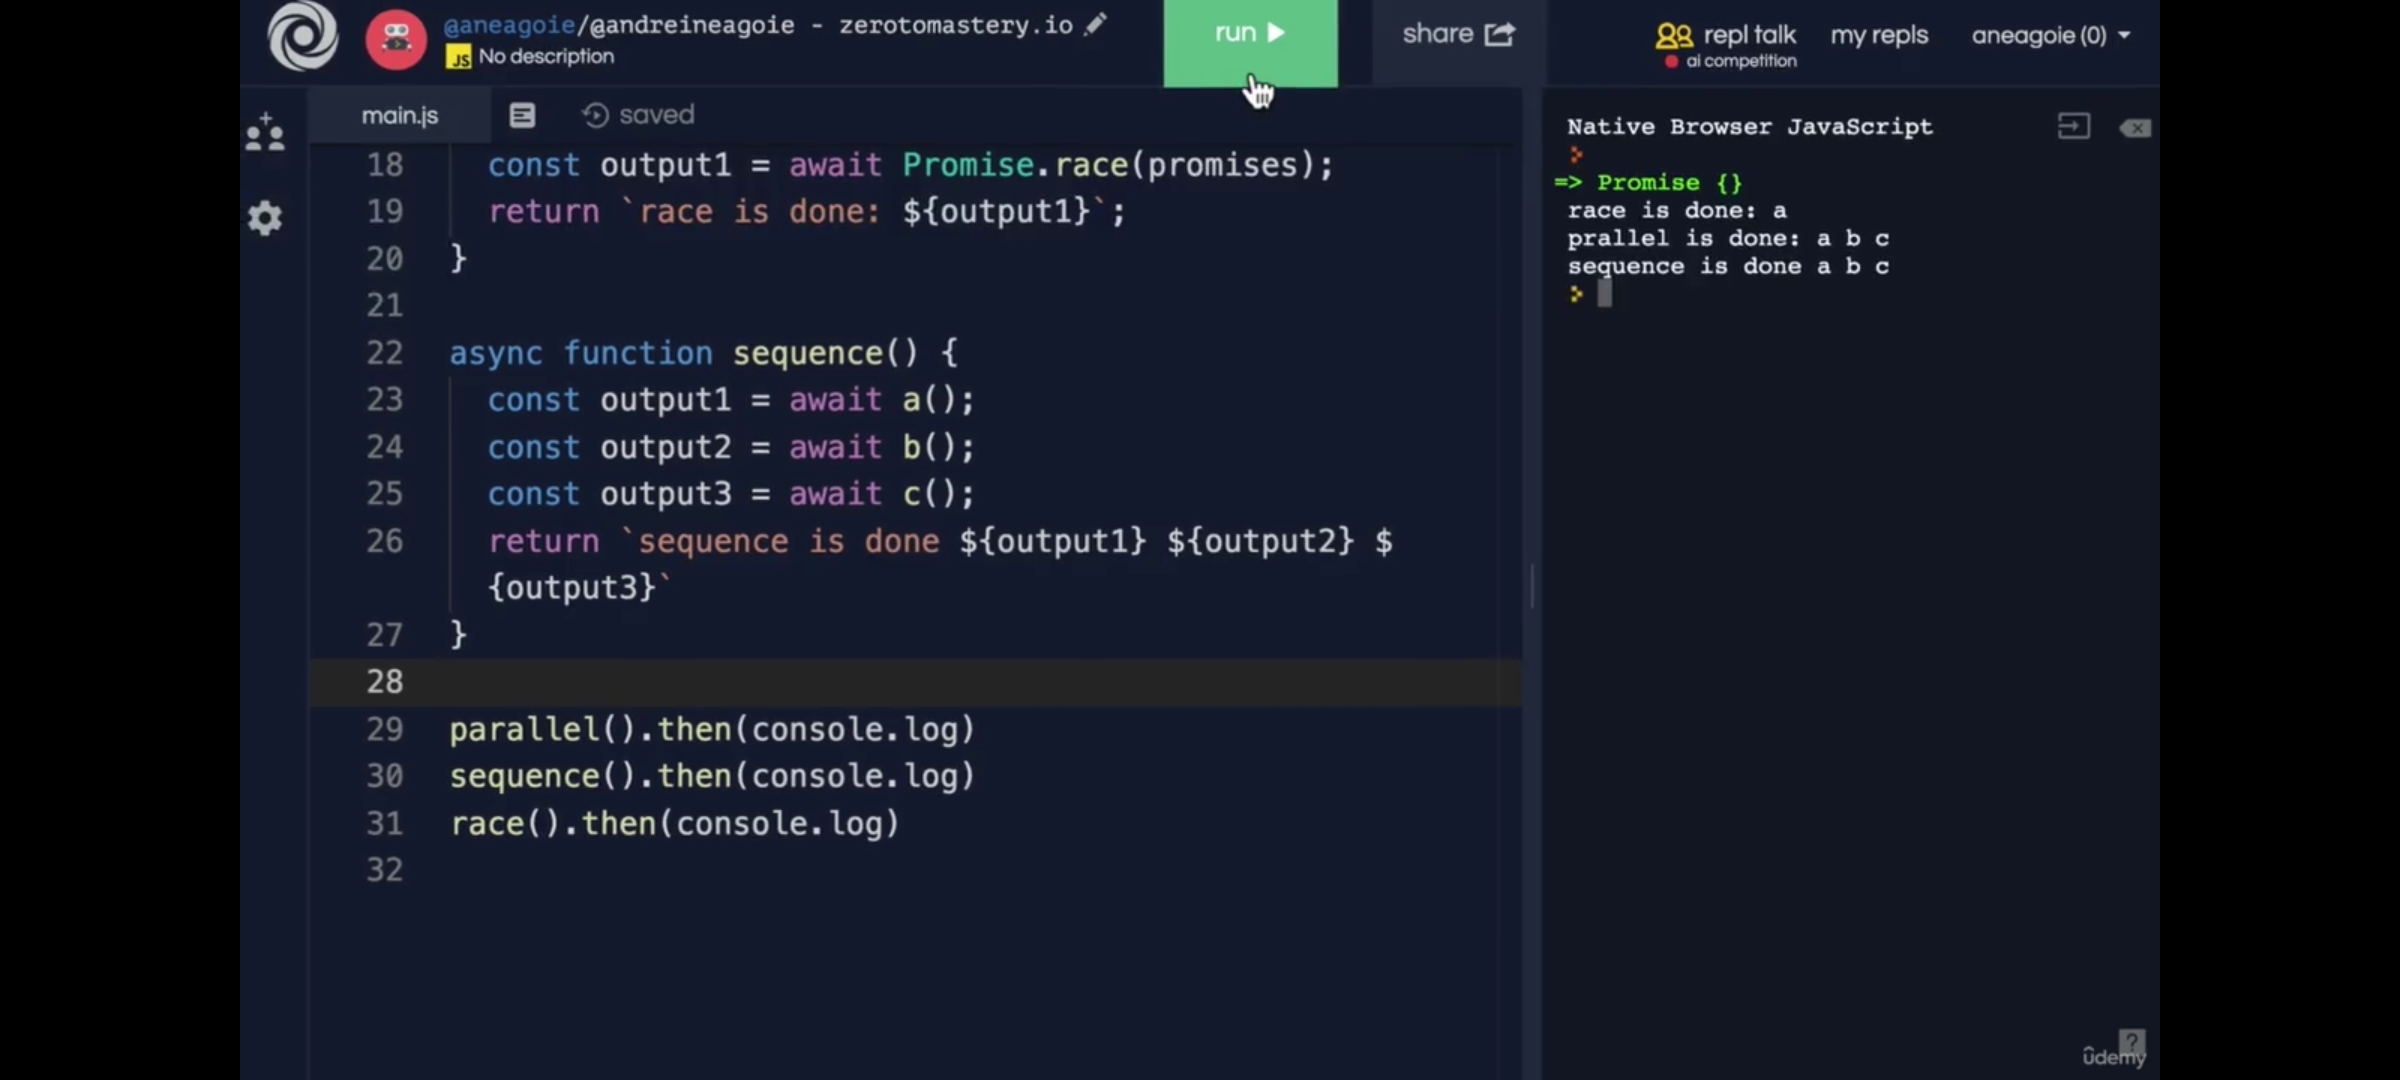 @aneagoie/@andreineagoie - zerotomastery.io
JS No description
run
share
repl talk
ai competition
my repls
aneagoie (0)
main.js
saved
18 const output1 = await Promise.race(promises);
19 return `race is done: ${output1}`;
20 }
21
22 async function sequence() {
23 const output1 = await a();
24 const output2 = await b();
25 const output3 = await c();
26 return `sequence is done ${output1} ${output2} $
{output3}`
27 }
28
29 parallel().then(console.log)
30 sequence().then(console.log)
31 race().then(console.log)
32
Native Browser JavaScript
=> Promise {}
race is done: a
prallel is done: a b c
sequence is done a b c
?
ûdemy